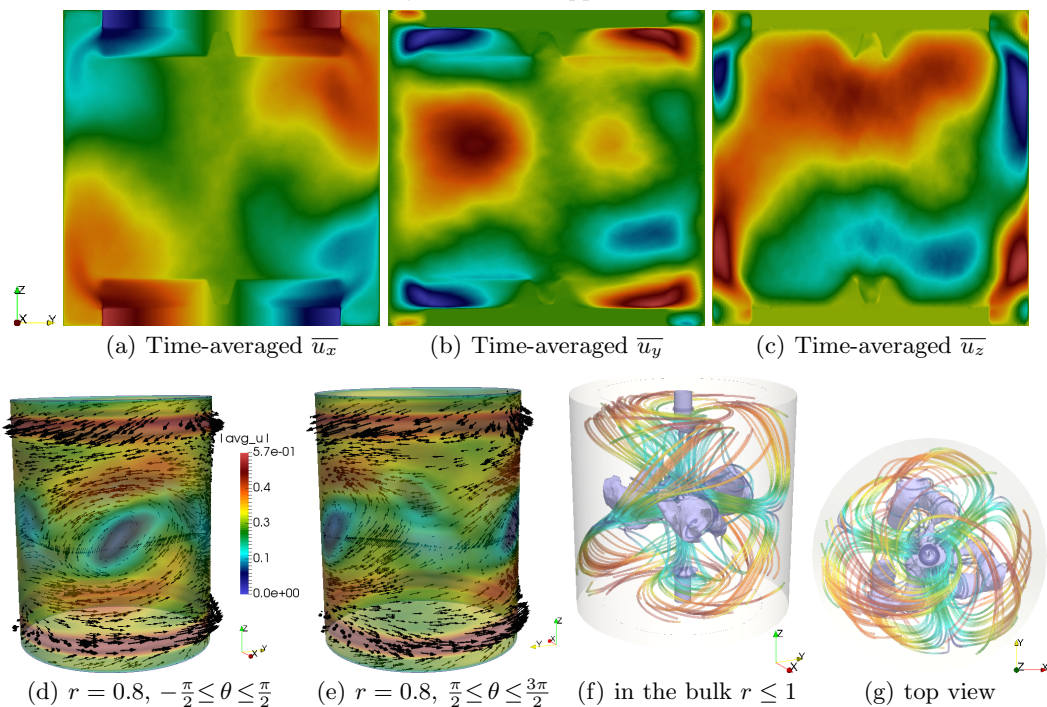 Z
X Y
(a) Time-averaged $\overline{u_x}$
(b) Time-averaged $\overline{u_y}$
(c) Time-averaged $\overline{u_z}$
|avg_u|
5.7e-01
0.4
0.3
0.1
0.0e+00
Z
Y
X
Z
Y X
Z
Y
X
Y
Z X
(d) $r = 0.8, -\frac{\pi}{2} \leq \theta \leq \frac{\pi}{2}$
(e) $r = 0.8, \frac{\pi}{2} \leq \theta \leq \frac{3\pi}{2}$
(f) in the bulk $r \leq 1$
(g) top view